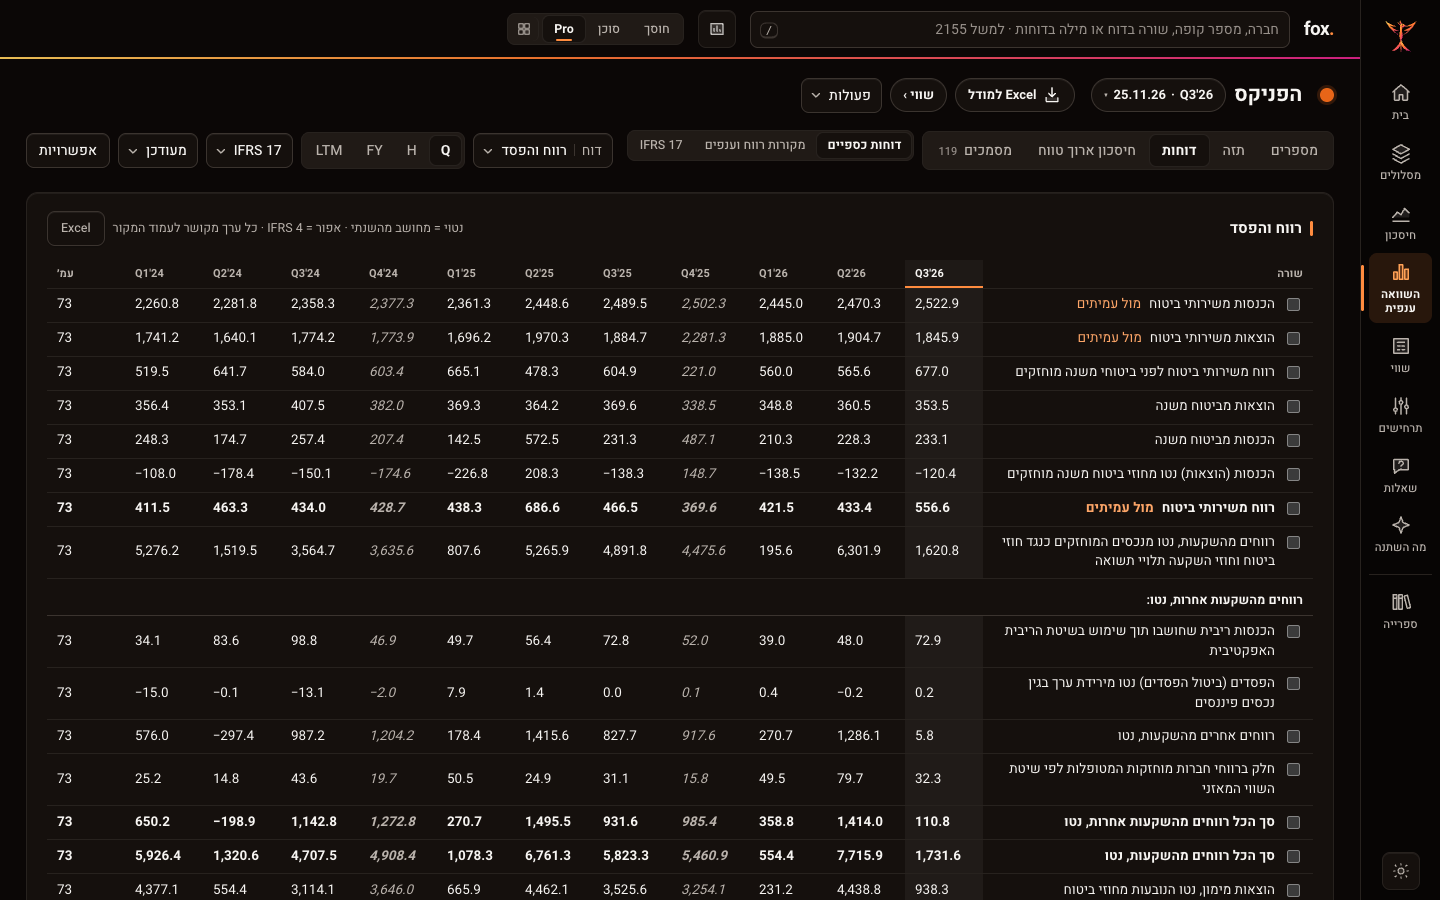 fox.
חברה, מספר קופה, שורה בדוח או מילה בדוחות · למשל 2155 /
חוסך סוכן Pro
הפניקס Q3'26 · 25.11.26 Excel למודל שווי ‹ פעולות
מספרים תזה דוחות חיסכון ארוך טווח מסמכים 119
דוחות כספיים מקורות רווח וענפים IFRS 17
דוח רווח והפסד Q H FY LTM IFRS 17 מעודכן אפשרויות
רווח והפסד
נטוי = מחושב מהשנתי · אפור = IFRS 4 · כל ערך מקושר לעמוד המקור Excel
שורה Q3'26 Q2'26 Q1'26 Q4'25 Q3'25 Q2'25 Q1'25 Q4'24 Q3'24 Q2'24 Q1'24 עמ׳
הכנסות משירותי ביטוח מול עמיתים 2,522.9 2,470.3 2,445.0 2,502.3 2,489.5 2,448.6 2,361.3 2,377.3 2,358.3 2,281.8 2,260.8 73
הוצאות משירותי ביטוח מול עמיתים 1,845.9 1,904.7 1,885.0 2,281.3 1,884.7 1,970.3 1,696.2 1,773.9 1,774.2 1,640.1 1,741.2 73
רווח משירותי ביטוח לפני ביטוחי משנה מוחזקים 677.0 565.6 560.0 221.0 604.9 478.3 665.1 603.4 584.0 641.7 519.5 73
הוצאות מביטוח משנה 353.5 360.5 348.8 338.5 369.6 364.2 369.3 382.0 407.5 353.1 356.4 73
הכנסות מביטוח משנה 233.1 228.3 210.3 487.1 231.3 572.5 142.5 207.4 257.4 174.7 248.3 73
הכנסות (הוצאות) נטו מחוזי ביטוח משנה מוחזקים −120.4 −132.2 −138.5 148.7 −138.3 208.3 −226.8 −174.6 −150.1 −178.4 −108.0 73
רווח משירותי ביטוח מול עמיתים 556.6 433.4 421.5 369.6 466.5 686.6 438.3 428.7 434.0 463.3 411.5 73
רווחים מהשקעות, נטו מנכסים המוחזקים כנגד חוזי
ביטוח וחוזי השקעה תלויי תשואה 1,620.8 6,301.9 195.6 4,475.6 4,891.8 5,265.9 807.6 3,635.6 3,564.7 1,519.5 5,276.2 73
רווחים מהשקעות אחרות, נטו:
הכנסות ריבית שחושבו תוך שימוש בשיטת הריבית
האפקטיבית 72.9 48.0 39.0 52.0 72.8 56.4 49.7 46.9 98.8 83.6 34.1 73
הפסדים (ביטול הפסדים) נטו מירידת ערך בגין
נכסים פיננסים 0.2 −0.2 0.4 0.1 0.0 1.4 7.9 −2.0 −13.1 −0.1 −15.0 73
רווחים אחרים מהשקעות, נטו 5.8 1,286.1 270.7 917.6 827.7 1,415.6 178.4 1,204.2 987.2 −297.4 576.0 73
חלק ברווחי חברות מוחזקות המטופלות לפי שיטת
השווי המאזני 32.3 79.7 49.5 15.8 31.1 24.9 50.5 19.7 43.6 14.8 25.2 73
סך הכל רווחים מהשקעות אחרות, נטו 110.8 1,414.0 358.8 985.4 931.6 1,495.5 270.7 1,272.8 1,142.8 −198.9 650.2 73
סך הכל רווחים מהשקעות, נטו 1,731.6 7,715.9 554.4 5,460.9 5,823.3 6,761.3 1,078.3 4,908.4 4,707.5 1,320.6 5,926.4 73
הוצאות מימון, נטו הנובעות מחוזי ביטוח 938.3 4,438.8 231.2 3,254.1 3,525.6 4,462.1 665.9 3,646.0 3,114.1 554.4 4,377.1 73
בית
מסלולים
חיסכון
השוואה
ענפית
שווי
תרחישים
שאלות
מה השתנה
ספרייה